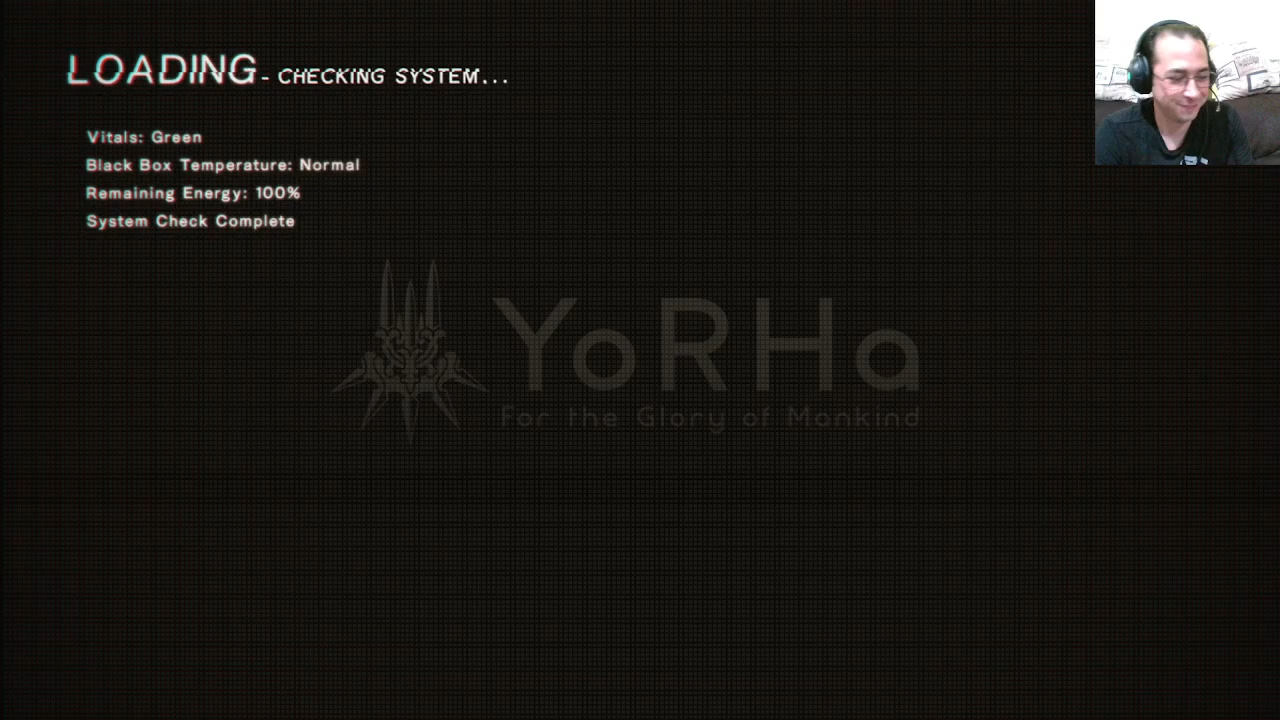 LOADING - CHECKING SYSTEM...
Vitals: Green
Black Box Temperature: Normal
Remaining Energy: 100%
System Check Complete
YoRHa
For the Glory of Mankind